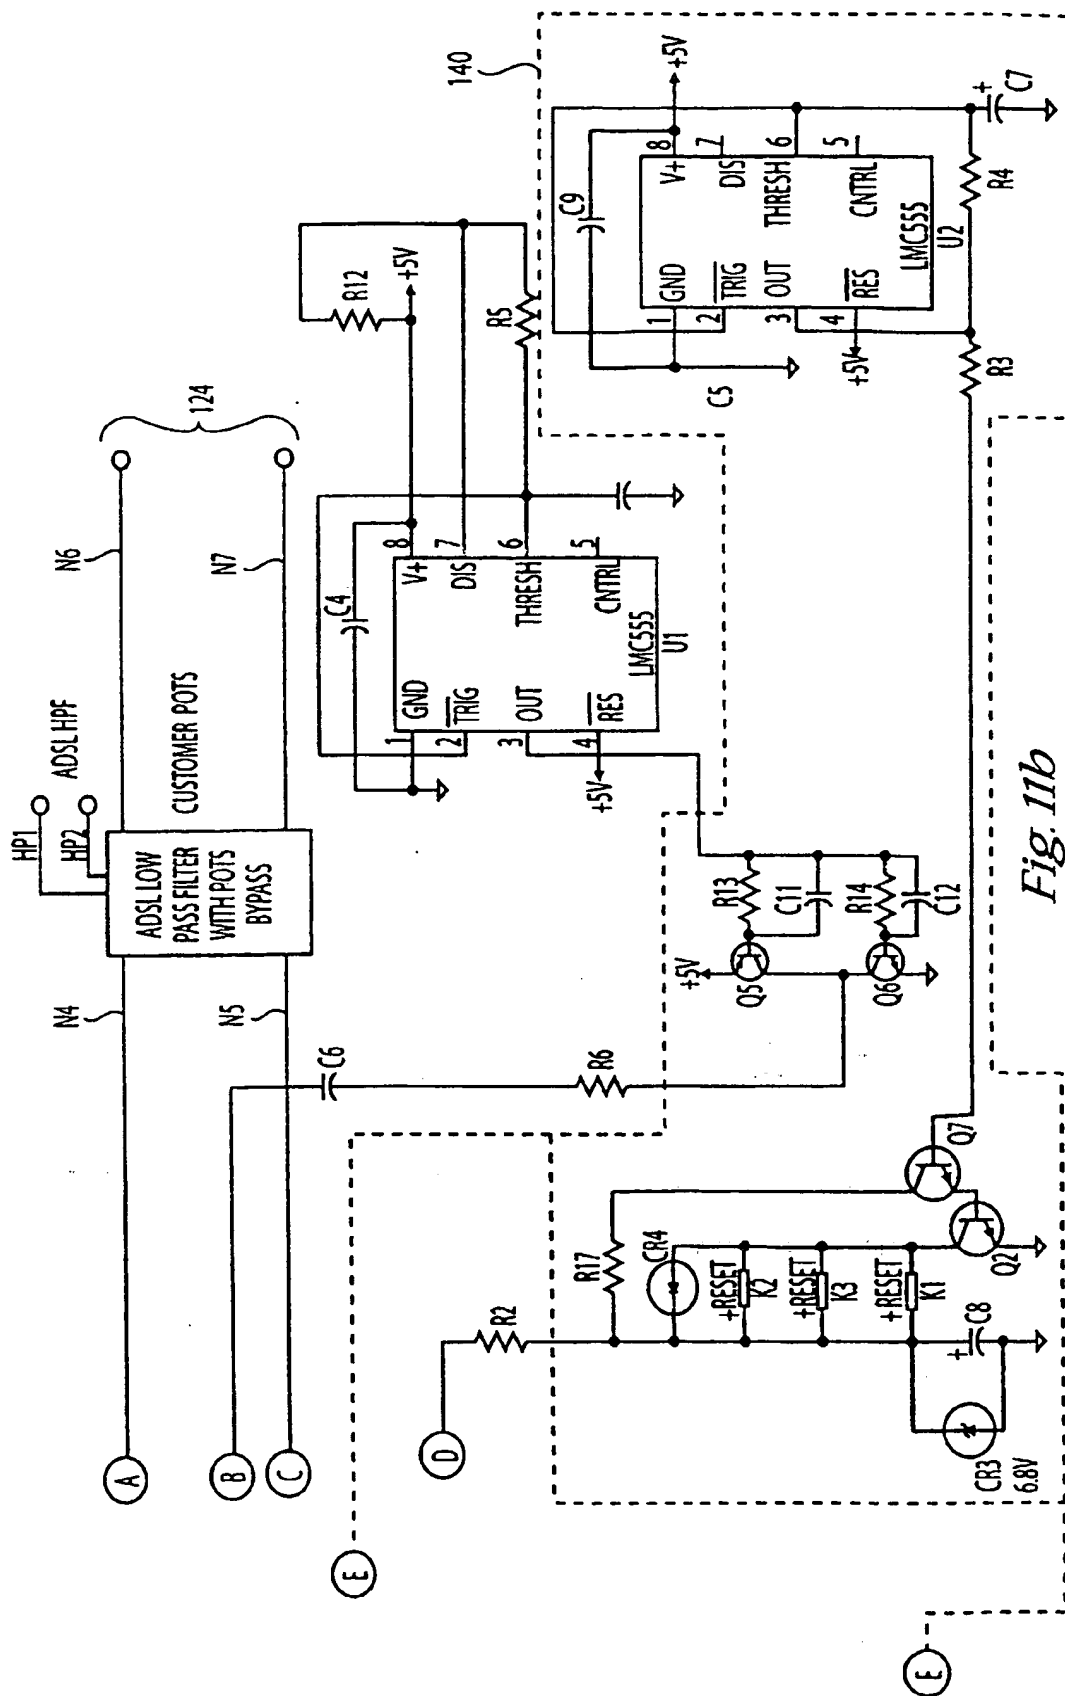 HP1
HP2
ADSL HPF
ADSL LOW
PASS FILTER
WITH POTS
BYPASS
CUSTOMER POTS
N4
N5
N6
N7
124
A
B
C
D
E
E
C6
R6
C4
1 GND
2 TRIG
3 OUT
4 RES
V+ 8
DIS 7
THRESH 6
CNTRL 5
LMC555
U1
+5V
R12
+5V
R5
140
C9
1 GND
2 TRIG
3 OUT
4 RES
V+ 8
DIS 7
THRESH 6
CNTRL 5
LMC555
U2
+5V
+5V
C5
+
C7
R4
R3
+5V
Q5
R13
C11
Q6
R14
C12
R2
R17
CR4
+RESET
K2
+RESET
K3
+RESET
K1
+
C8
CR3
6.8V
Q7
Q2
Fig. 11b